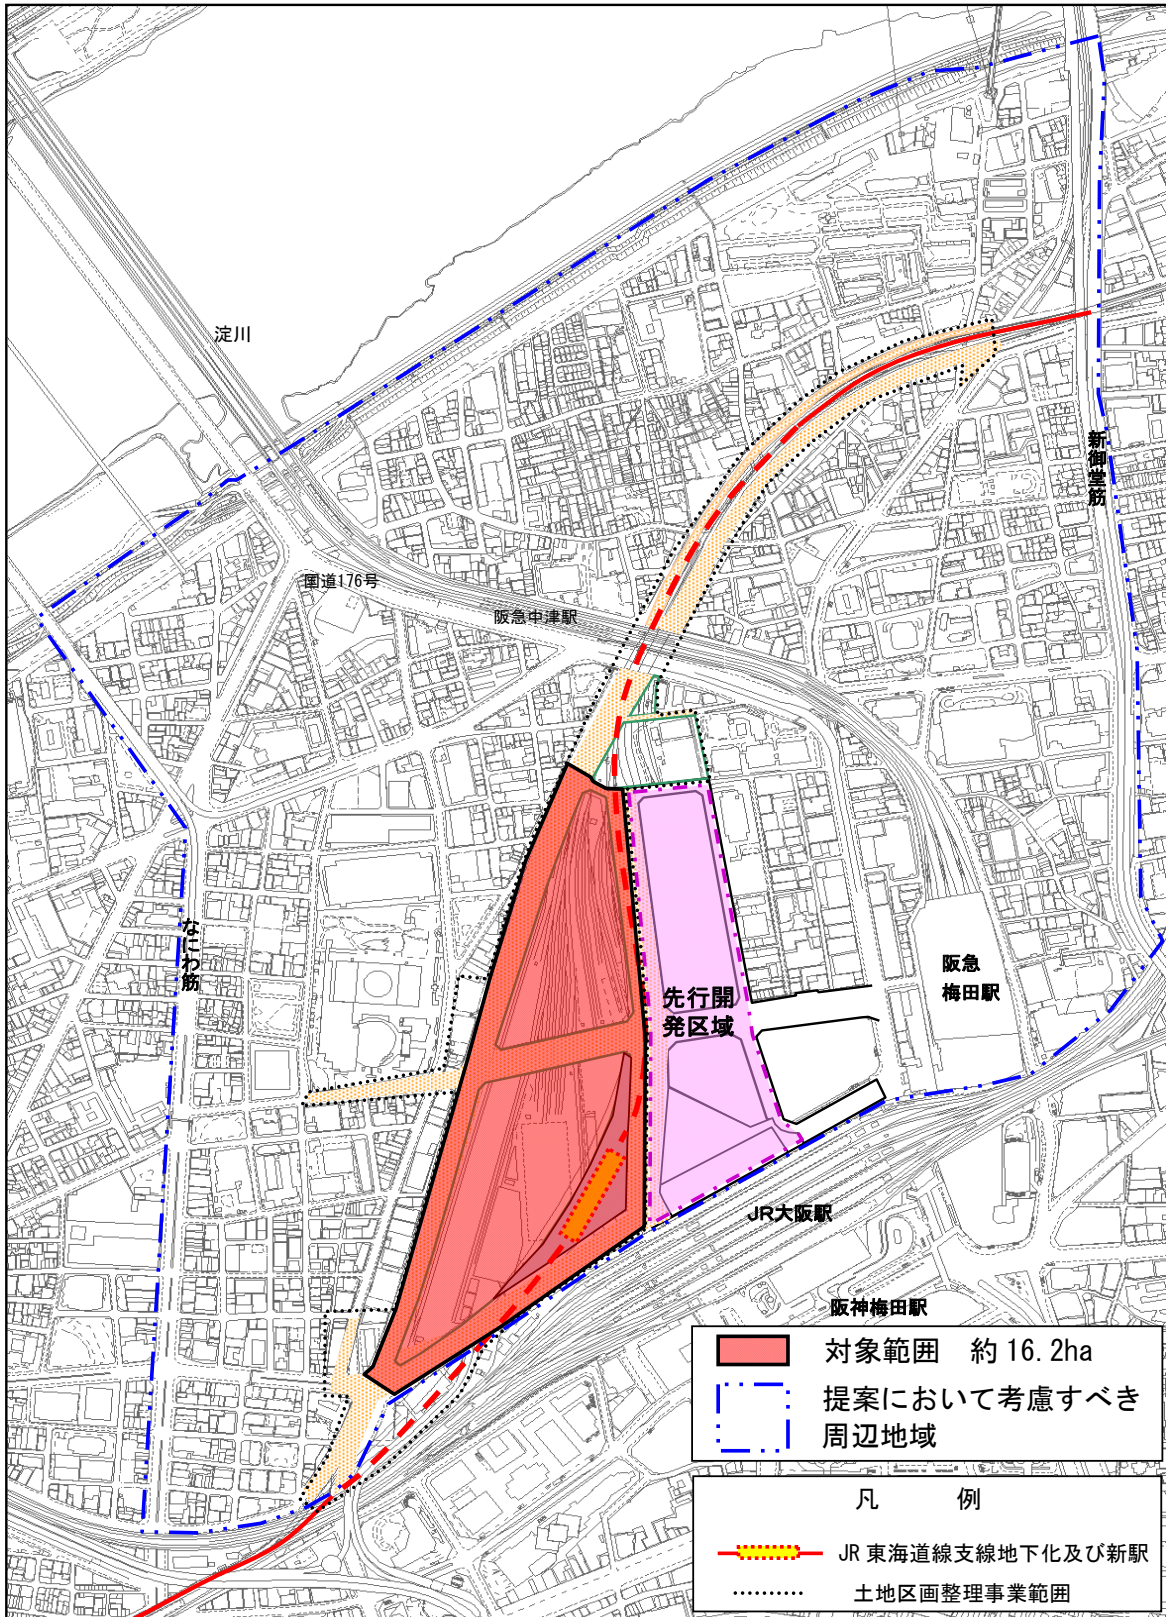 淀川
新御堂筋
国道176号
阪急中津駅
なにわ筋
先行開
発区域
阪急
梅田駅
JR大阪駅
阪神梅田駅
対象範囲 約16.2ha
提案において考慮すべき
周辺地域
凡 例
JR東海道線支線地下化及び新駅
土地区画整理事業範囲